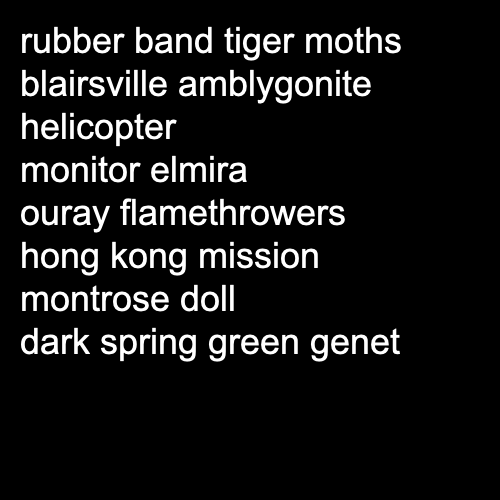 rubber band tiger moths
blairsville amblygonite
helicopter
monitor elmira
ouray flamethrowers
hong kong mission
montrose doll
dark spring green genet